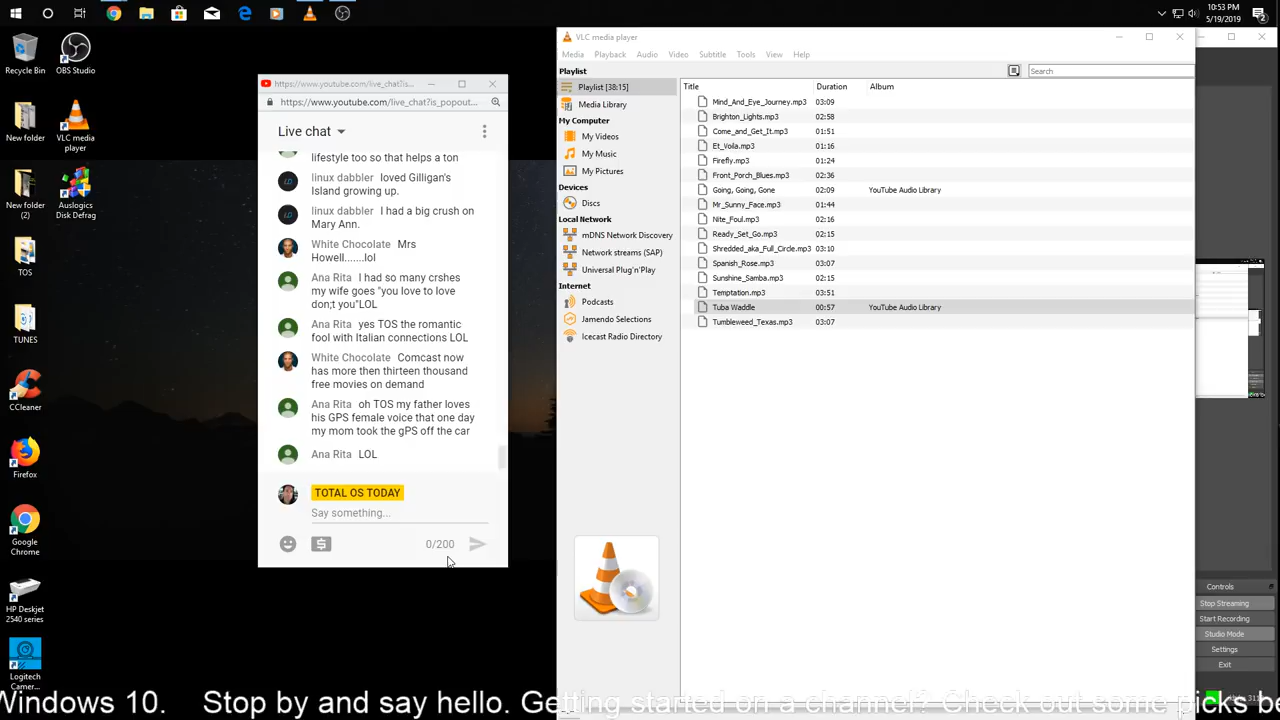 10:53 PM
5/19/2019
2
Recycle Bin
OBS Studio
New folder
VLC media
player
New folder
(2)
Auslogics
Disk Defrag
TOS
TUNES
CCleaner
Firefox
Google
Chrome
HP Deskjet
2540 series
Logitech
Camer...
https://www.youtube.com/live_chat?is...
https://www.youtube.com/live_chat?is_popout...
Live chat
lifestyle too so that helps a ton
linux dabbler loved Gilligan's
Island growing up.
linux dabbler I had a big crush on
Mary Ann.
White Chocolate Mrs
Howell.......lol
Ana Rita I had so many crshes
my wife goes "you love to love
don;t you"LOL
Ana Rita yes TOS the romantic
fool with Italian connections LOL
White Chocolate Comcast now
has more then thirteen thousand
free movies on demand
Ana Rita oh TOS my father loves
his GPS female voice that one day
my mom took the gPS off the car
Ana Rita LOL
TOTAL OS TODAY
Say something...
0/200
VLC media player
Media Playback Audio Video Subtitle Tools View Help
Playlist
Playlist [38:15]
Media Library
My Computer
My Videos
My Music
My Pictures
Devices
Discs
Local Network
mDNS Network Discovery
Network streams (SAP)
Universal Plug'n'Play
Internet
Podcasts
Jamendo Selections
Icecast Radio Directory
Search
Title Duration Album
Mind_And_Eye_Journey.mp3 03:09
Brighton_Lights.mp3 02:58
Come_and_Get_It.mp3 01:51
Et_Voila.mp3 01:16
Firefly.mp3 01:24
Front_Porch_Blues.mp3 02:36
Going, Going, Gone 02:09 YouTube Audio Library
Mr_Sunny_Face.mp3 01:44
Nite_Foul.mp3 02:16
Ready_Set_Go.mp3 02:15
Shredded_aka_Full_Circle.mp3 03:10
Spanish_Rose.mp3 03:07
Sunshine_Samba.mp3 02:15
Temptation.mp3 03:51
Tuba Waddle 00:57 YouTube Audio Library
Tumbleweed_Texas.mp3 03:07
Controls
Stop Streaming
Start Recording
Studio Mode
Settings
Exit
Windows 10. Stop by and say hello. Getting started on a channel? Check out some picks be